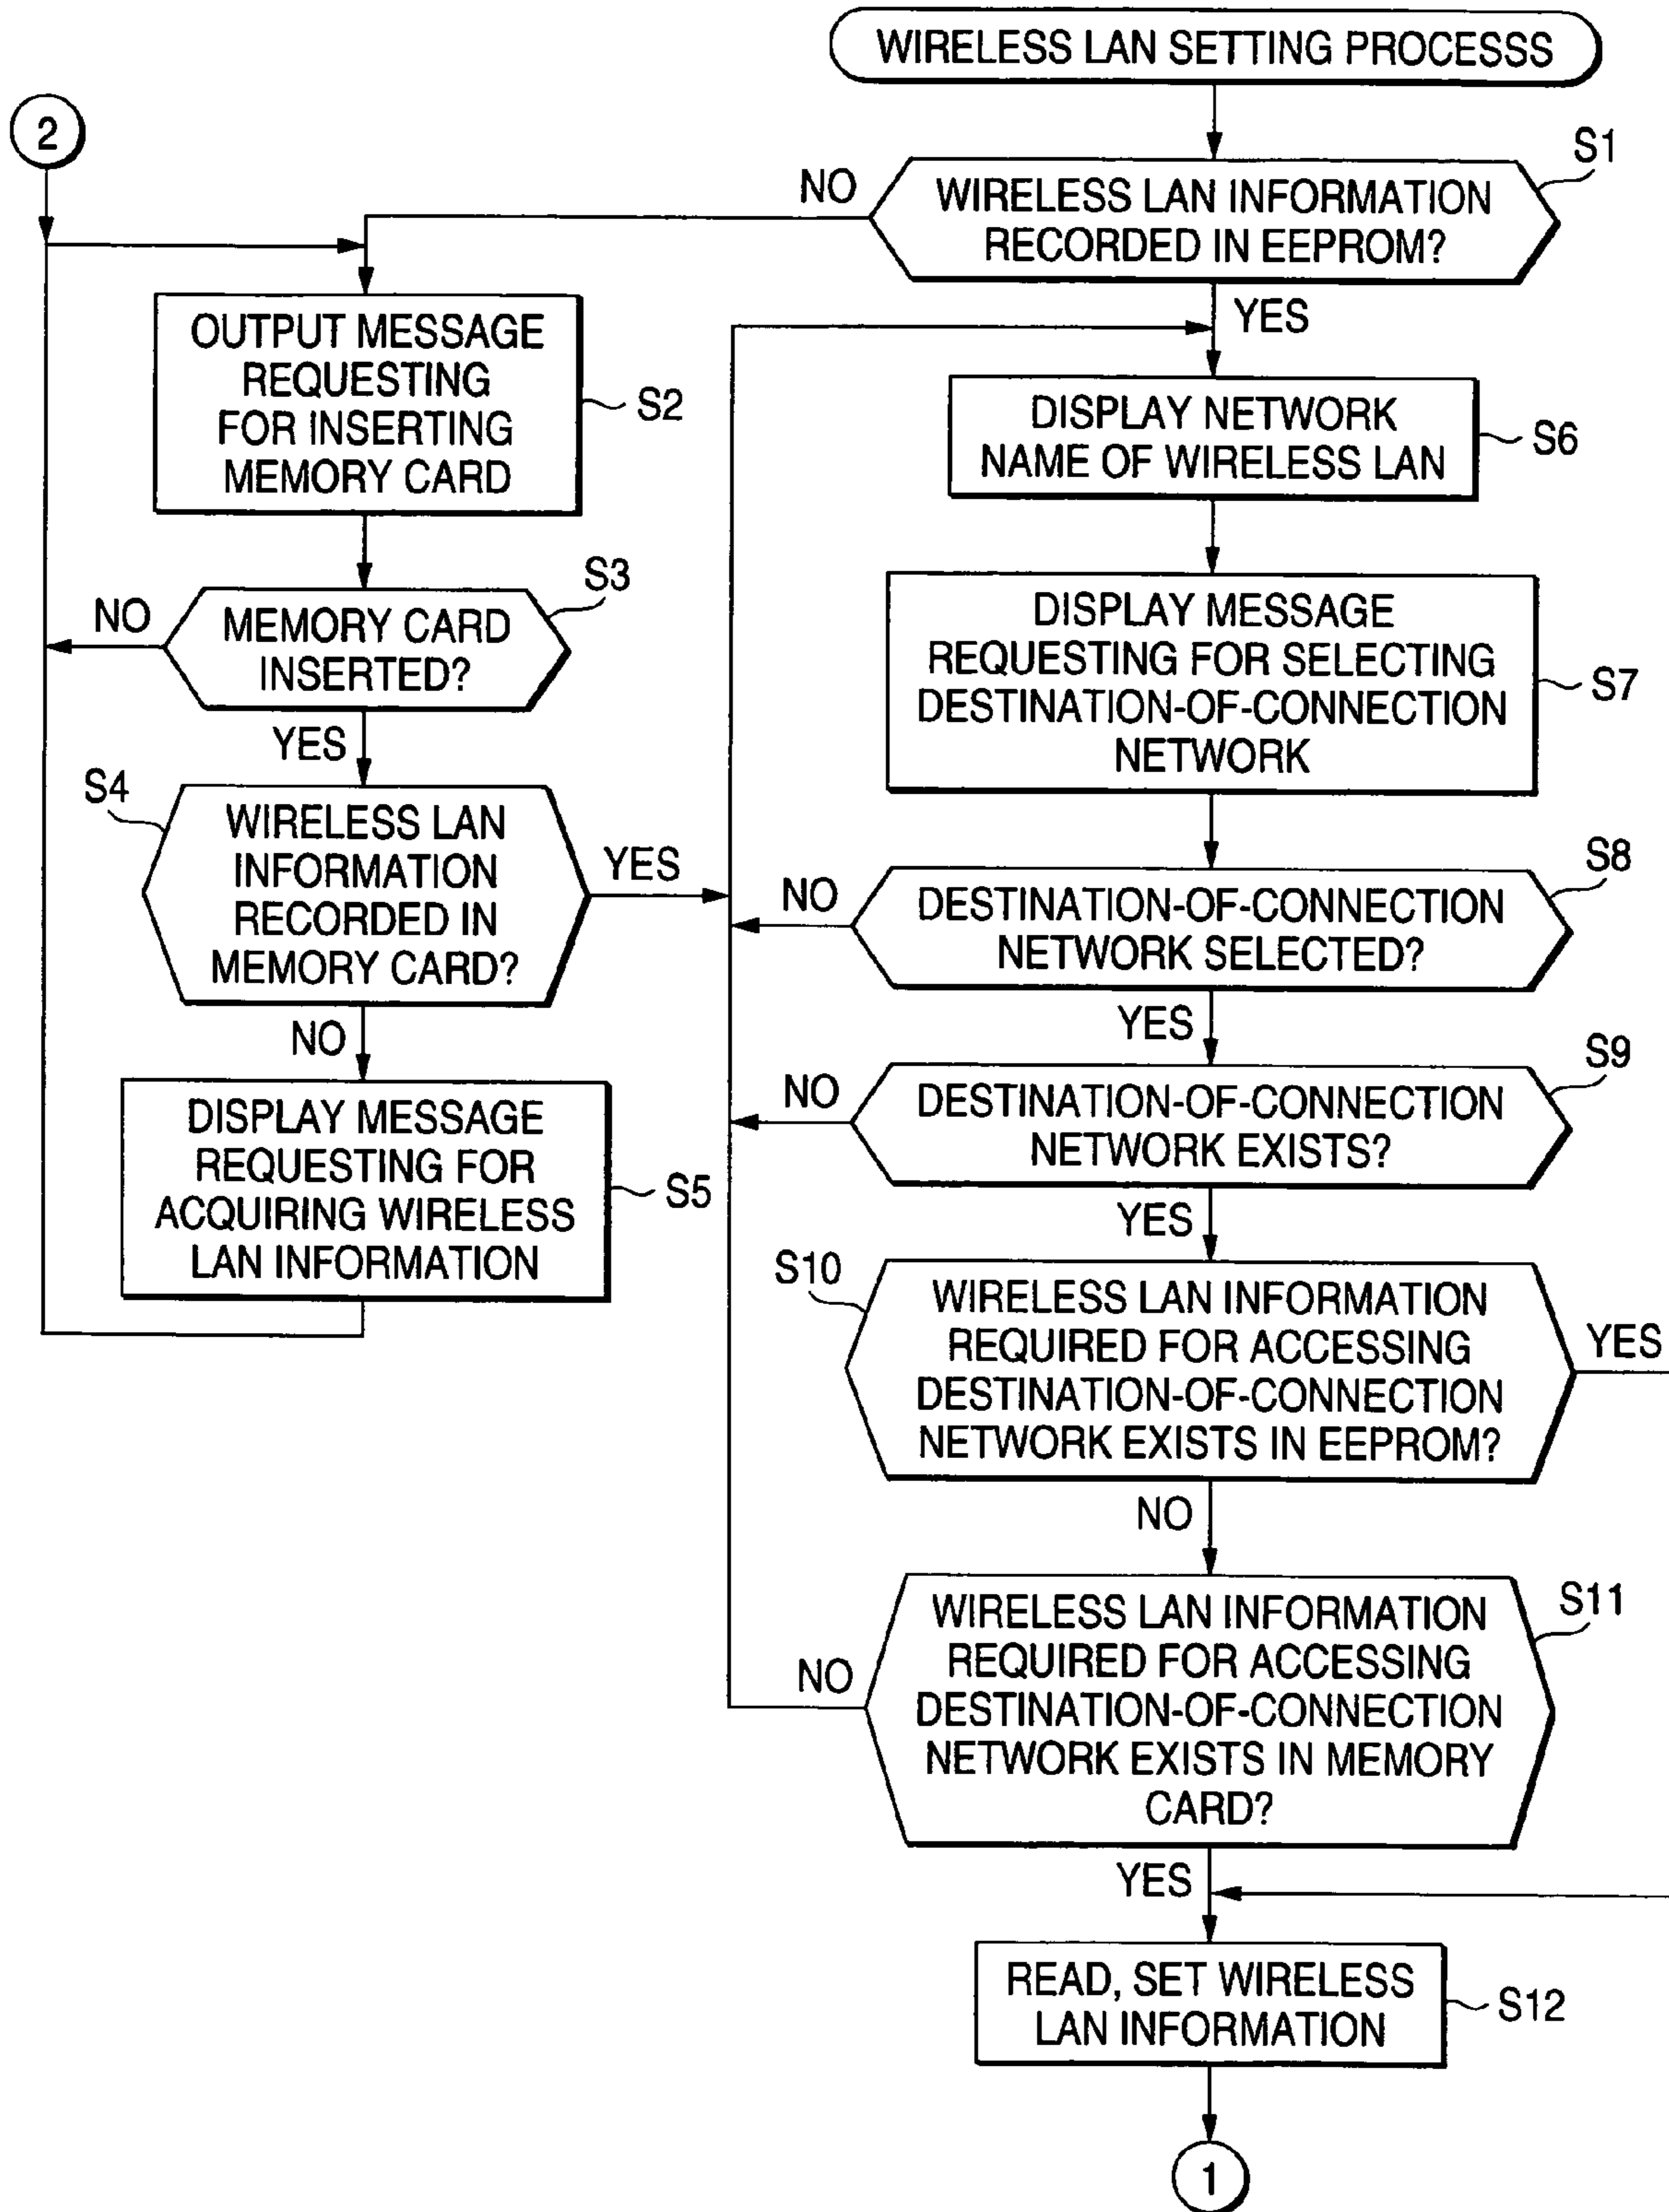 WIRELESS LAN SETTING PROCESSS
2
S1
NO
WIRELESS LAN INFORMATION
RECORDED IN EEPROM?
YES
OUTPUT MESSAGE
REQUESTING
FOR INSERTING
MEMORY CARD
S2
S3
NO
MEMORY CARD
INSERTED?
YES
S4
WIRELESS LAN
INFORMATION
RECORDED IN
MEMORY CARD?
YES
NO
DISPLAY MESSAGE
REQUESTING FOR
ACQUIRING WIRELESS
LAN INFORMATION
S5
DISPLAY NETWORK
NAME OF WIRELESS LAN
S6
DISPLAY MESSAGE
REQUESTING FOR SELECTING
DESTINATION-OF-CONNECTION
NETWORK
S7
S8
NO
DESTINATION-OF-CONNECTION
NETWORK SELECTED?
YES
S9
NO
DESTINATION-OF-CONNECTION
NETWORK EXISTS?
YES
S10
WIRELESS LAN INFORMATION
REQUIRED FOR ACCESSING
DESTINATION-OF-CONNECTION
NETWORK EXISTS IN EEPROM?
YES
NO
S11
WIRELESS LAN INFORMATION
REQUIRED FOR ACCESSING
DESTINATION-OF-CONNECTION
NETWORK EXISTS IN MEMORY
CARD?
NO
YES
READ, SET WIRELESS
LAN INFORMATION
S12
1